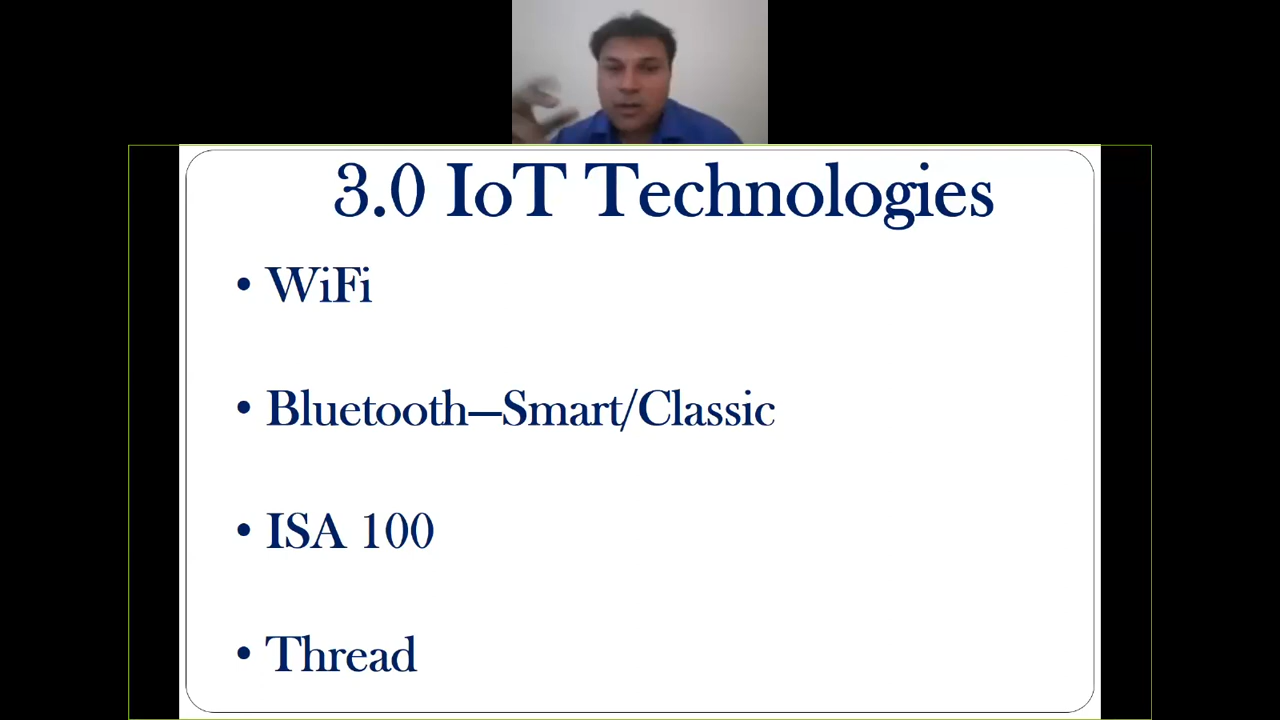 3.0 IoT Technologies
• WiFi
• Bluetooth—Smart/Classic
• ISA 100
• Thread